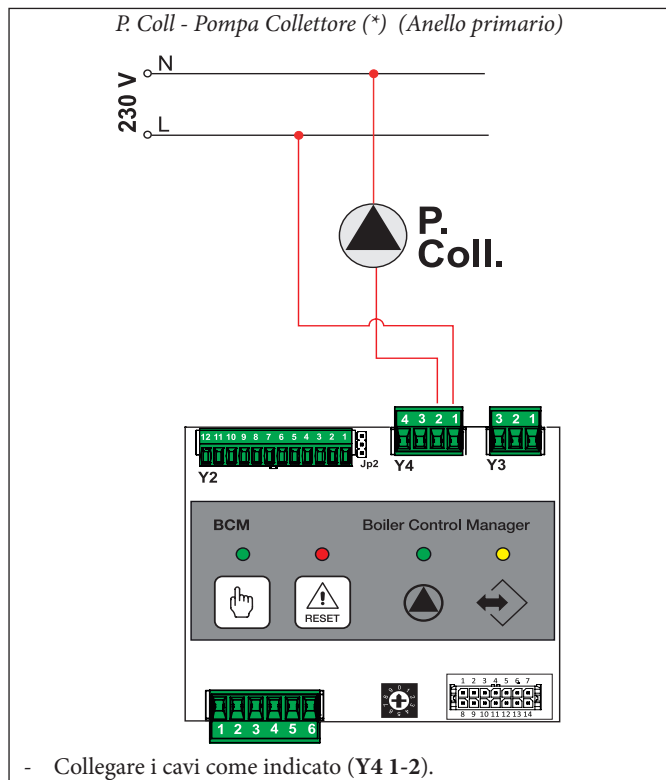 P. Coll - Pompa Collettore (*) (Anello primario)
230 V
N
L
P.
Coll.
4 3 2 1
3 2 1
12 11 10 9 8 7 6 5 4 3 2 1
Jp2
Y2
Y4
Y3
BCM
Boiler Control Manager
RESET
1 2 3 4 5 6 7
8 9 10 11 12 13 14
1 2 3 4 5 6
- Collegare i cavi come indicato (Y4 1-2).